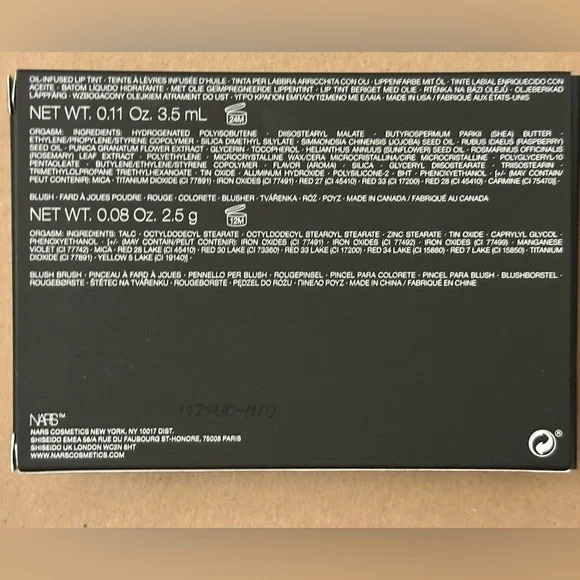 OIL-INFUSED LIP TINT · TEINTE À LÈVRES INFUSÉE D'HUILE · TINTA PER LABBRA ARRICCHITA CON OLI · LIPPENFARBE MIT ÖL · TINTE LABIAL ENRIQUECIDO CON
ACEITE · BATOM LÍQUIDO HIDRATANTE · MET OLIE GEÏMPREGNEERDE LIPPENTINT · LIP TINT BERIGET MED OLIE · RTĚNKA NA BÁZI OLEJŮ · OLJEBERIKAD
LÄPPFÄRG · WZBOGACONY OLEJKIEM ATRAMENT DO UST · ΥΓΡΟ ΚΡΑΓΙΟΝ ΕΜΠΛΟΥΤΙΣΜΕΝΟ ΜΕ ΕΛΑΙΑ · MADE IN USA / FABRIQUÉ AUX ÉTATS-UNIS
NET WT. 0.11 Oz. 3.5 mL 24M
ORGASM: INGREDIENTS: HYDROGENATED POLYISOBUTENE · DIISOSTEARYL MALATE · BUTYROSPERMUM PARKII (SHEA) BUTTER ·
ETHYLENE/PROPYLENE/STYRENE COPOLYMER · SILICA DIMETHYL SILYLATE · SIMMONDSIA CHINENSIS (JOJOBA) SEED OIL · RUBUS IDAEUS (RASPBERRY)
SEED OIL · PUNICA GRANATUM FLOWER EXTRACT · GLYCERIN · TOCOPHEROL · HELIANTHUS ANNUUS (SUNFLOWER) SEED OIL · ROSMARINUS OFFICINALIS
(ROSEMARY) LEAF EXTRACT · POLYETHYLENE · MICROCRYSTALLINE WAX/CERA MICROCRISTALLINA/CIRE MICROCRISTALLINE · POLYGLYCERYL-10
PENTAOLEATE · BUTYLENE/ETHYLENE/STYRENE COPOLYMER · FLAVOR (AROMA) · SILICA · GLYCERYL DIISOSTEARATE · TRIISOSTEARIN ·
TRIMETHYLOLPROPANE TRIETHYLHEXANOATE · TIN OXIDE · ALUMINUM HYDROXIDE · POLYSILICONE-2 · BHT · PHENOXYETHANOL · [+/- (MAY CONTAIN/
PEUT CONTENIR): MICA · TITANIUM DIOXIDE (CI 77891) · IRON OXIDES (CI 77491) · RED 27 (CI 45410) · RED 33 (CI 17200) · RED 28 (CI 45410) · CARMINE (CI 75470)] ·
BLUSH · FARD À JOUES POUDRE · ROUGE · COLORETE · BLUSHER · TVÁŘENKA · RÓŻ · ΡΟΥΖ · MADE IN CANADA / FABRIQUÉ AU CANADA
NET WT. 0.08 Oz. 2.5 g 12M
ORGASM: INGREDIENTS: TALC · OCTYLDODECYL STEARATE · OCTYLDODECYL STEAROYL STEARATE · ZINC STEARATE · TIN OXIDE · CAPRYLYL GLYCOL ·
PHENOXYETHANOL · [+/- (MAY CONTAIN/PEUT CONTENIR): IRON OXIDES (CI 77491) · IRON OXIDES (CI 77492) · IRON OXIDES (CI 77499) · MANGANESE
VIOLET (CI 77742) · MICA · RED 28 LAKE (CI 45410) · RED 30 LAKE (CI 73360) · RED 33 LAKE (CI 17200) · RED 34 LAKE (CI 15880) · RED 7 LAKE (CI 15850) · TITANIUM
DIOXIDE (CI 77891) · YELLOW 5 LAKE (CI 19140)] ·
BLUSH BRUSH · PINCEAU À FARD À JOUES · PENNELLO PER BLUSH · ROUGEPINSEL · PINCEL PARA COLORETE · PINCEL PARA BLUSH · BLUSHBORSTEL ·
ROUGEBØRSTE · ŠTĚTEC NA TVÁŘENKU · ROUGEBORSTE · PĘDZEL DO RÓŻU · ΠΙΝΕΛΟ ΡΟΥΖ · MADE IN CHINA / FABRIQUÉ EN CHINE
1179UC-NTO
NARS™
NARS COSMETICS NEW YORK, NY 10017 DIST.
SHISEIDO EMEA 56/A RUE DU FAUBOURG ST-HONORE, 75008 PARIS
SHISEIDO UK LONDON WC2N 6HT
WWW.NARSCOSMETICS.COM